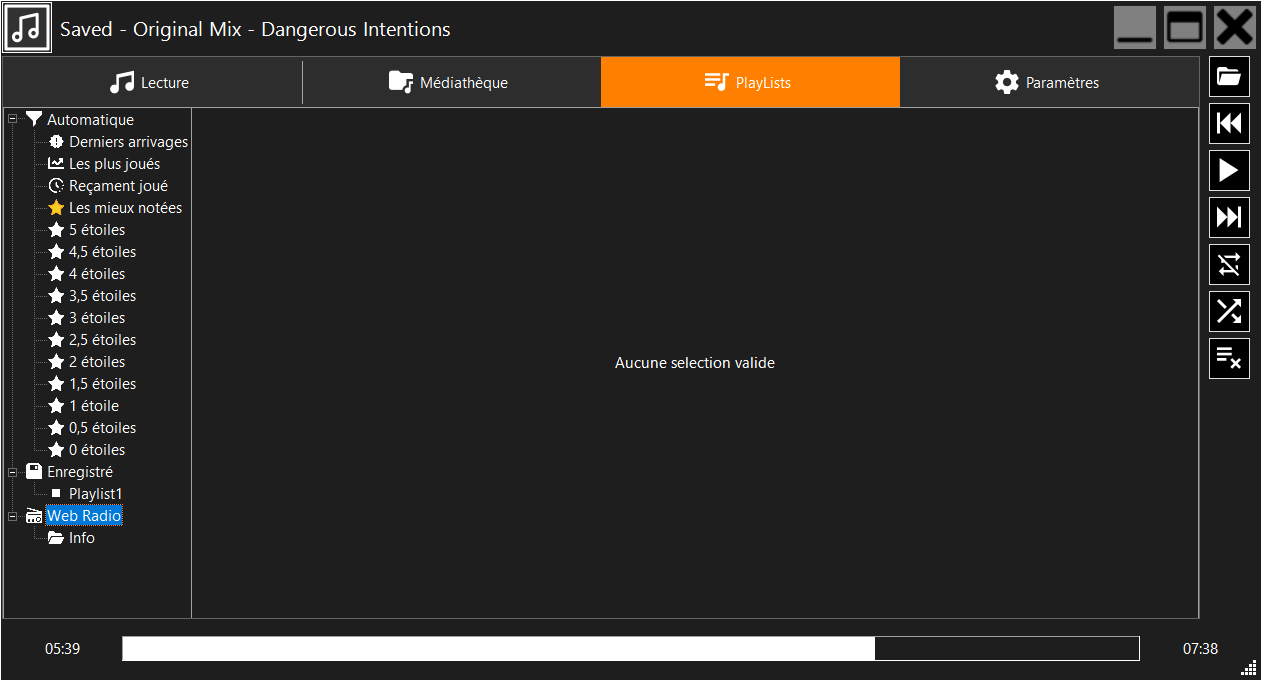 Saved - Original Mix - Dangerous Intentions
Lecture
Médiathèque
PlayLists
Paramètres
Automatique
Derniers arrivages
Les plus joués
Reçament joué
Les mieux notées
5 étoiles
4,5 étoiles
4 étoiles
3,5 étoiles
3 étoiles
2,5 étoiles
2 étoiles
1,5 étoiles
1 étoile
0,5 étoiles
0 étoiles
Enregistré
Playlist1
Web Radio
Info
Aucune selection valide
05:39
07:38